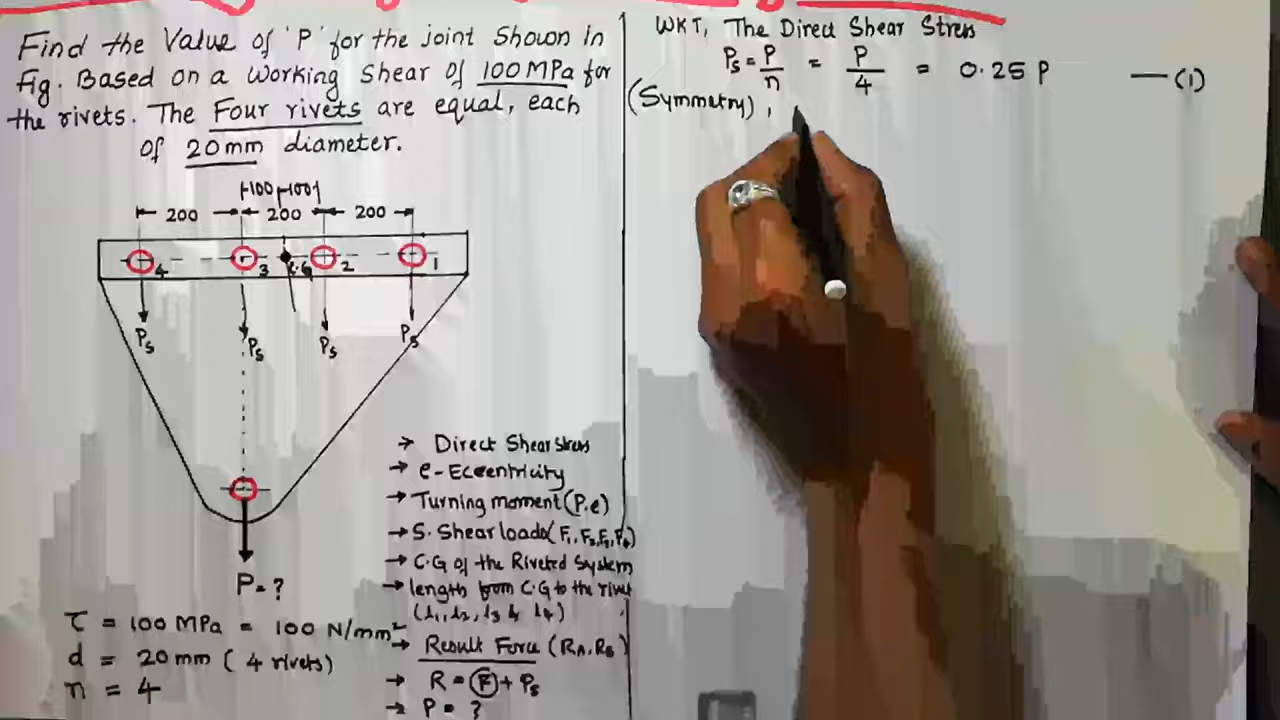 Find the Value of 'P' for the joint Shown in
Fig. Based on a Working Shear of 100 MPa for
the rivets. The Four rivets are equal, each
of 20mm diameter.
100 100
200 200 200
4 3 C.G 2 1
Ps Ps Ps Ps
P = ?
τ = 100 MPa = 100 N/mm²
d = 20mm (4 rivets)
n = 4
→ Direct Shear Stress
→ e - Eccentricity
→ Turning moment (P.e)
→ S. Shear loads (F1, F2, F3, F4)
→ C.G of the Riveted System
→ length from C.G to the rivet
(l1, l2, l3 & l4)
→ Result Force (RA, RB)
→ R = F + Ps
→ P = ?
WKT, The Direct Shear Stress
Ps = P/n = P/4 = 0.25 P — (1)
(Symmetry),